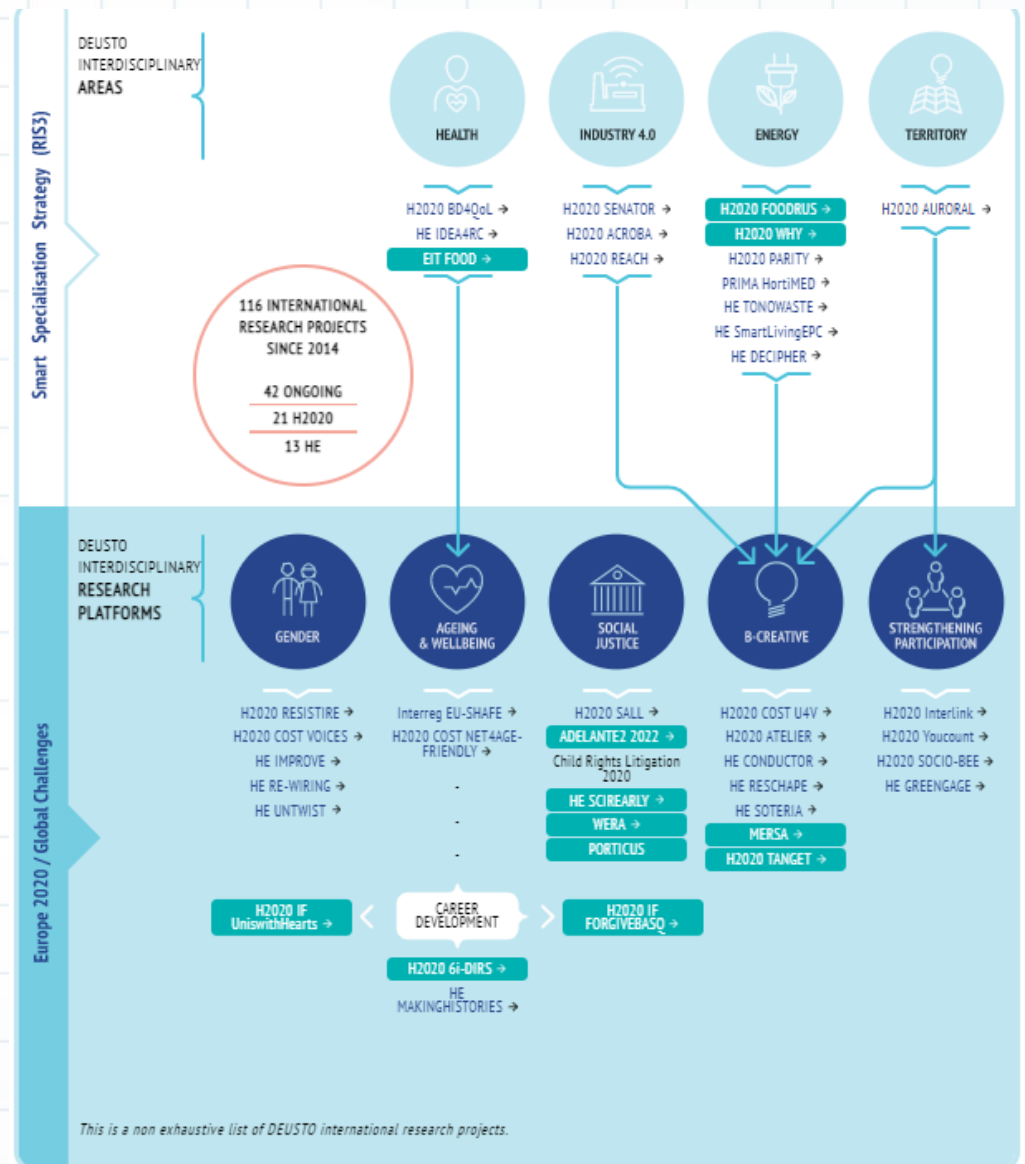 Smart Specialisation Strategy (RIS3)
DEUSTO
INTERDISCIPLINARY
AREAS
HEALTH
INDUSTRY 4.0
ENERGY
TERRITORY
H2020 BD4QoL →
HE IDEA4RC →
EIT FOOD →
H2020 SENATOR →
H2020 ACROBA →
H2020 REACH →
H2020 FOODRUS →
H2020 WHY →
H2020 PARITY →
PRIMA HortiMED →
HE TONOWASTE →
HE SmartLivingEPC →
HE DECIPHER →
H2020 AURORAL →
116 INTERNATIONAL
RESEARCH PROJECTS
SINCE 2014
42 ONGOING
21 H2020
13 HE
Europe 2020 / Global Challenges
DEUSTO
INTERDISCIPLINARY
RESEARCH
PLATFORMS
GENDER
AGEING
& WELLBEING
SOCIAL
JUSTICE
B-CREATIVE
STRENGTHENING
PARTICIPATION
H2020 RESISTIRE →
H2020 COST VOICES →
HE IMPROVE →
HE RE-WIRING →
HE UNTWIST →
Interreg EU-SHAFE →
H2020 COST NET4AGE-
FRIENDLY →
-
-
-
H2020 SALL →
ADELANTE2 2022 →
Child Rights Litigation
2020
HE SCIREARLY →
WERA →
PORTICUS
H2020 COST U4V →
H2020 ATELIER →
HE CONDUCTOR →
HE RESCHAPE →
HE SOTERIA →
MERSA →
H2020 TANGET →
H2020 Interlink →
H2020 Youcount →
H2020 SOCIO-BEE →
HE GREENGAGE →
H2020 IF
UniswithHearts →
CAREER
DEVELOPMENT
H2020 IF
FORGIVEBASQ →
H2020 6i-DIRS →
HE
MAKINGHISTORIES →
This is a non exhaustive list of DEUSTO international research projects.